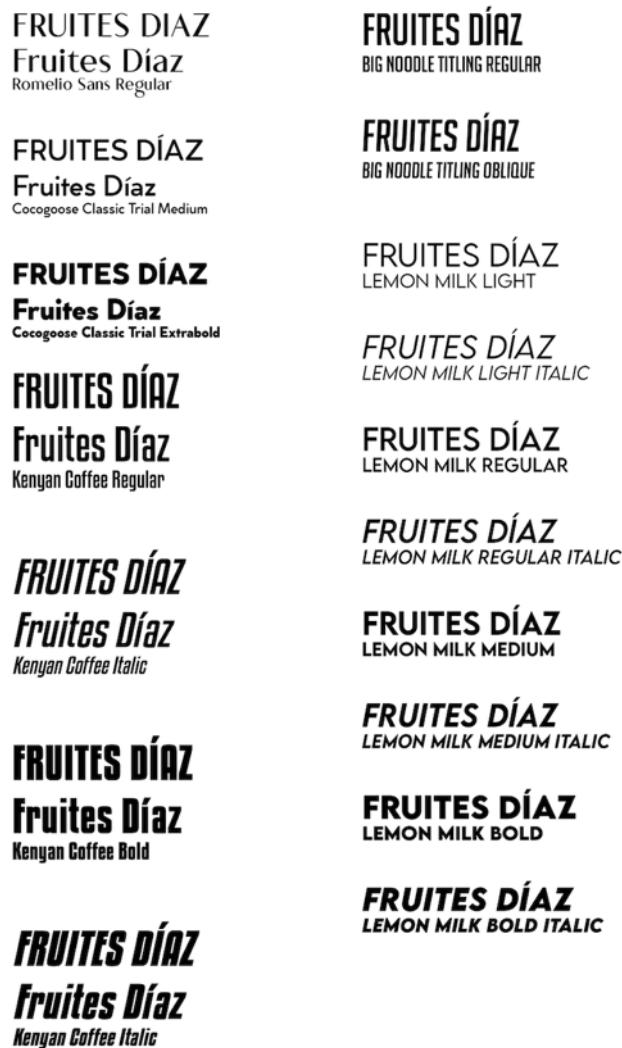 FRUITES DIAZ
Fruites Díaz
Romelio Sans Regular
FRUITES DÍAZ
Fruites Díaz
Cocogoose Classic Trial Medium
FRUITES DÍAZ
Fruites Díaz
Cocogoose Classic Trial Extrabold
FRUITES DÍAZ
Fruites Díaz
Kenyan Coffee Regular
FRUITES DÍAZ
Fruites Díaz
Kenyan Coffee Italic
FRUITES DÍAZ
Fruites Díaz
Kenyan Coffee Bold
FRUITES DÍAZ
Fruites Díaz
Kenyan Coffee Italic
FRUITES DÍAZ
BIG NOODLE TITLING REGULAR
FRUITES DÍAZ
BIG NOODLE TITLING OBLIQUE
FRUITES DÍAZ
LEMON MILK LIGHT
FRUITES DÍAZ
LEMON MILK LIGHT ITALIC
FRUITES DÍAZ
LEMON MILK REGULAR
FRUITES DÍAZ
LEMON MILK REGULAR ITALIC
FRUITES DÍAZ
LEMON MILK MEDIUM
FRUITES DÍAZ
LEMON MILK MEDIUM ITALIC
FRUITES DÍAZ
LEMON MILK BOLD
FRUITES DÍAZ
LEMON MILK BOLD ITALIC